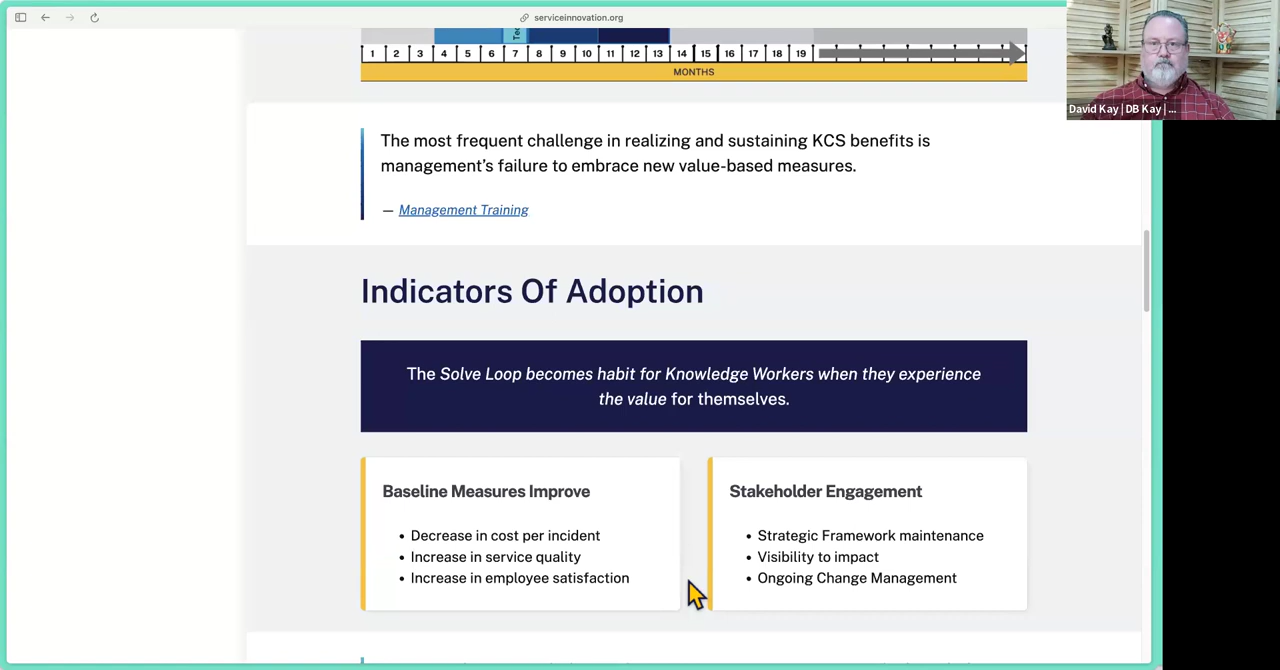 serviceinnovation.org
1 2 3 4 5 6 7 8 9 10 11 12 13 14 15 16 17 18 19
MONTHS
David Kay | DB Kay | ...
The most frequent challenge in realizing and sustaining KCS benefits is
management's failure to embrace new value-based measures.
— Management Training
Indicators Of Adoption
The Solve Loop becomes habit for Knowledge Workers when they experience
the value for themselves.
Baseline Measures Improve
• Decrease in cost per incident
• Increase in service quality
• Increase in employee satisfaction
Stakeholder Engagement
• Strategic Framework maintenance
• Visibility to impact
• Ongoing Change Management